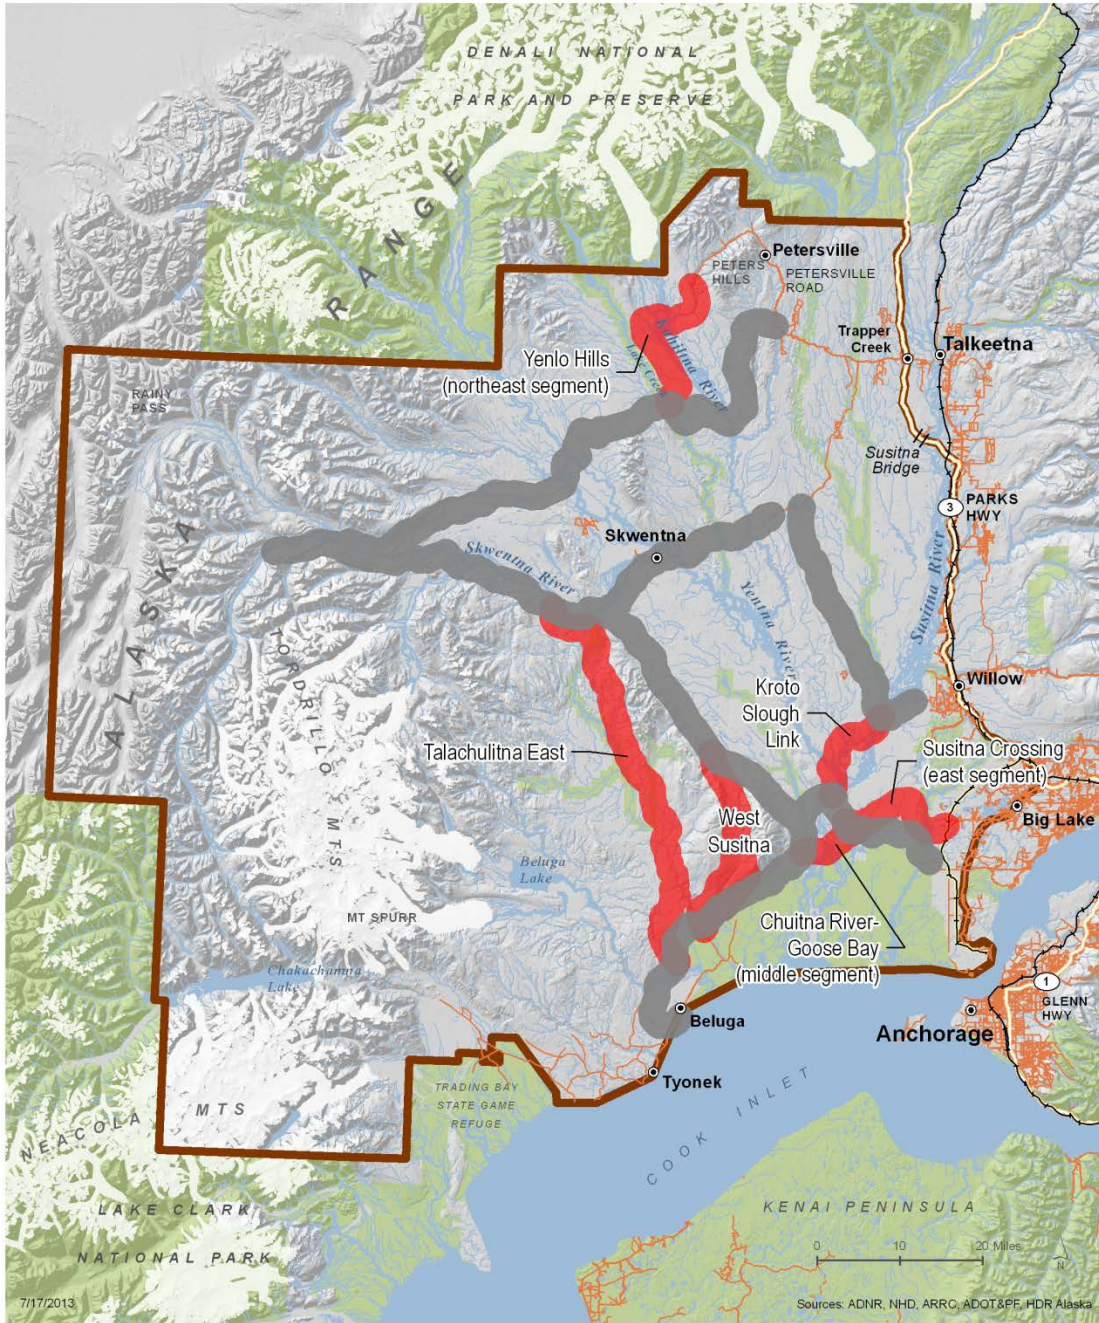 DENALI NATIONAL
PARK AND PRESERVE
RANGE
Petersville
PETERS
HILLS
PETERSVILLE
ROAD
Kahiltna River
Lake Creek
Yenlo Hills
(northeast segment)
Trapper
Creek
Talkeetna
RAINY
PASS
Susitna
Bridge
3
PARKS
HWY
ALASKA
Skwentna
Skwentna River
Yentna River
Susitna River
TORDRILLO MTS
Willow
Kroto
Slough
Link
Talachulitna East
Susitna Crossing
(east segment)
Big Lake
West
Susitna
Beluga
Lake
MT SPURR
Chuitna River-
Goose Bay
(middle segment)
Chakachamna
Lake
1
GLENN
HWY
Beluga
Anchorage
Tyonek
TRADING BAY
STATE GAME
REFUGE
COOK INLET
NEACOLA MTS
LAKE CLARK
NATIONAL PARK
KENAI PENINSULA
0 10 20 Miles
N
7/17/2013
Sources: ADNR, NHD, ARRC, ADOT&PF, HDR Alaska